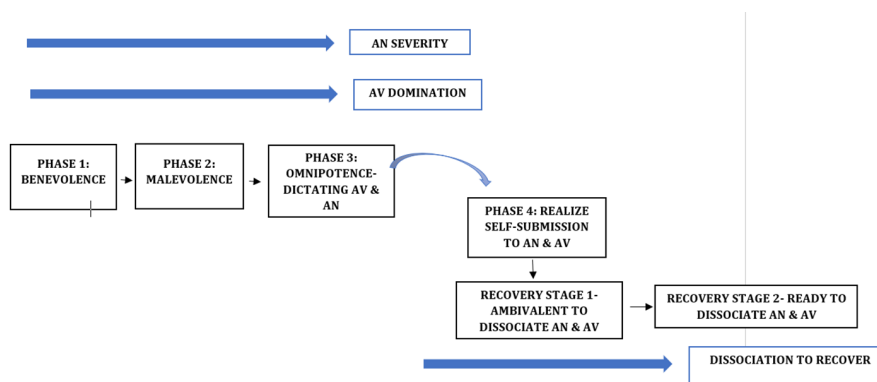 AN SEVERITY
AV DOMINATION
PHASE 1:
BENEVOLENCE
PHASE 2:
MALEVOLENCE
PHASE 3:
OMNIPOTENCE-
DICTATING AV &
AN
PHASE 4: REALIZE
SELF-SUBMISSION
TO AN & AV
RECOVERY STAGE 1-
AMBIVALENT TO
DISSOCIATE AN & AV
RECOVERY STAGE 2- READY TO
DISSOCIATE AN & AV
DISSOCIATION TO RECOVER